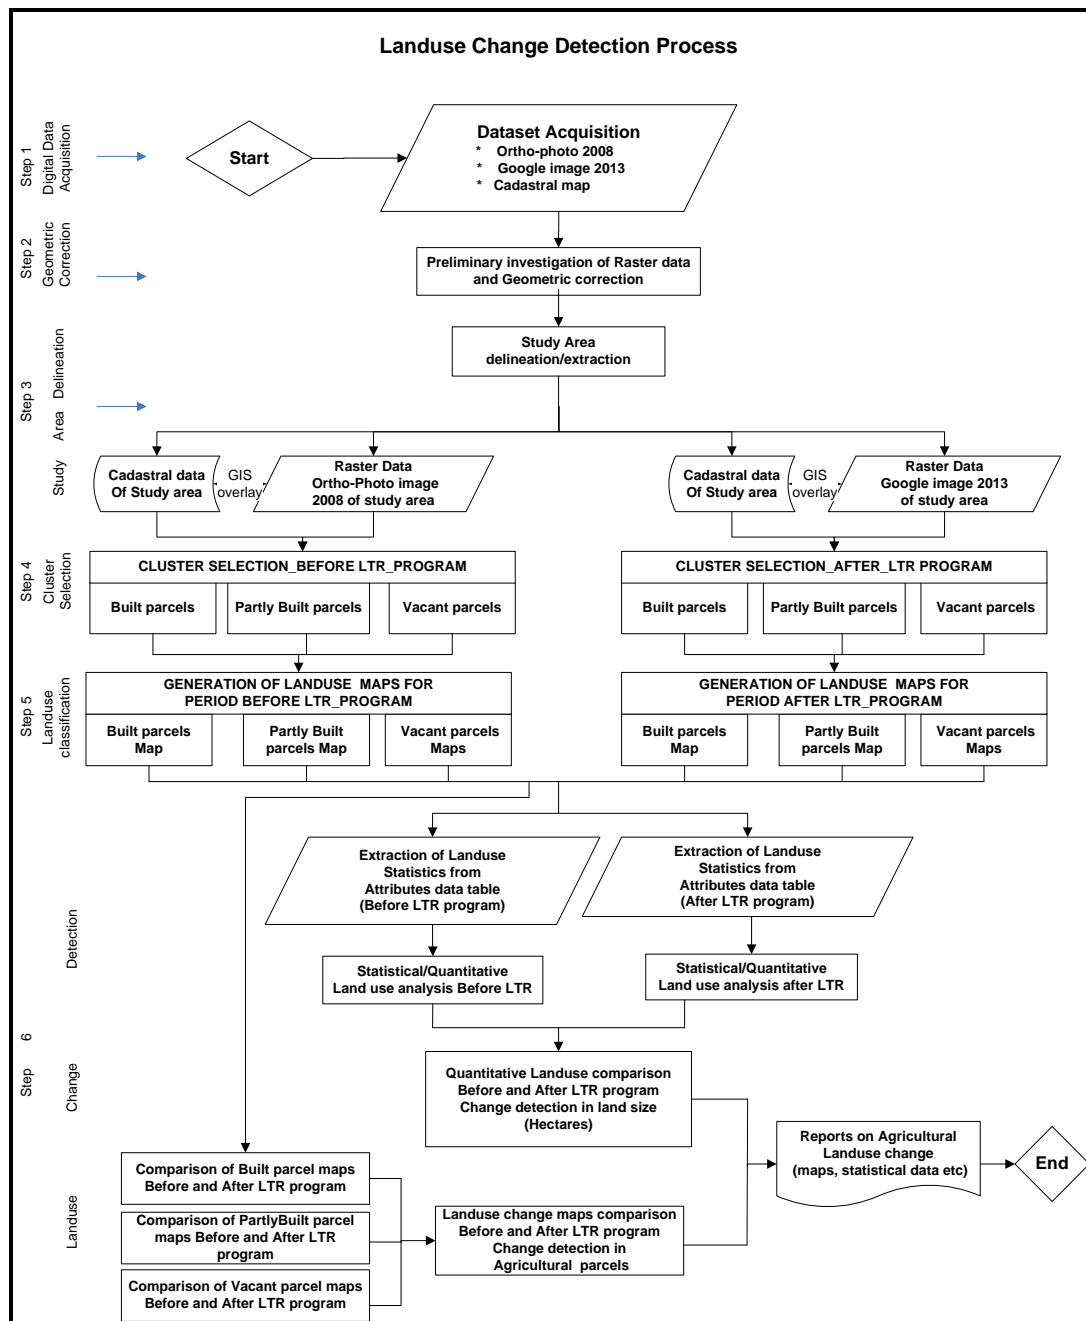 Landuse Change Detection Process
Step 1
Digital Data
Acquisition
Start
Dataset Acquisition
* Ortho-photo 2008
* Google image 2013
* Cadastral map
Step 2
Geometric
Correction
Preliminary investigation of Raster data
and Geometric correction
Step 3
Study Area Delineation
Study Area
delineation/extraction
Cadastral data
Of Study area
GIS
overlay
Raster Data
Ortho-Photo image
2008 of study area
Cadastral data
Of Study area
GIS
overlay
Raster Data
Google image 2013
of study area
Step 4
Cluster
Selection
CLUSTER SELECTION_BEFORE LTR_PROGRAM
Built parcels
Partly Built parcels
Vacant parcels
CLUSTER SELECTION_AFTER_LTR PROGRAM
Built parcels
Partly Built parcels
Vacant parcels
Step 5
Landuse
classification
GENERATION OF LANDUSE MAPS FOR
PERIOD BEFORE LTR_PROGRAM
Built parcels
Map
Partly Built
parcels Map
Vacant parcels
Maps
GENERATION OF LANDUSE MAPS FOR
PERIOD AFTER LTR_PROGRAM
Built parcels
Map
Partly Built
parcels Map
Vacant parcels
Maps
Step 6
Landuse Change Detection
Extraction of Landuse
Statistics from
Attributes data table
(Before LTR program)
Extraction of Landuse
Statistics from
Attributes data table
(After LTR program)
Statistical/Quantitative
Land use analysis Before LTR
Statistical/Quantitative
Land use analysis after LTR
Quantitative Landuse comparison
Before and After LTR program
Change detection in land size
(Hectares)
Comparison of Built parcel maps
Before and After LTR program
Comparison of PartlyBuilt parcel
maps Before and After LTR
program
Comparison of Vacant parcel maps
Before and After LTR program
Landuse change maps comparison
Before and After LTR program
Change detection in
Agricultural parcels
Reports on Agricultural
Landuse change
(maps, statistical data etc)
End